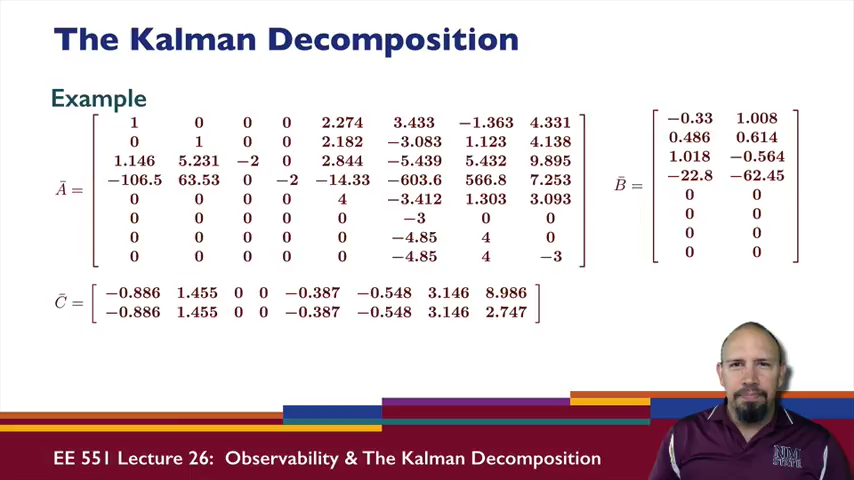 The Kalman Decomposition
Example
Ā =
1 0 0 0 2.274 3.433 −1.363 4.331
0 1 0 0 2.182 −3.083 1.123 4.138
1.146 5.231 −2 0 2.844 −5.439 5.432 9.895
−106.5 63.53 0 −2 −14.33 −603.6 566.8 7.253
0 0 0 0 4 −3.412 1.303 3.093
0 0 0 0 0 −3 0 0
0 0 0 0 0 −4.85 4 0
0 0 0 0 0 −4.85 4 −3
B̄ =
−0.33 1.008
0.486 0.614
1.018 −0.564
−22.8 −62.45
0 0
0 0
0 0
0 0
C̄ =
−0.886 1.455 0 0 −0.387 −0.548 3.146 8.986
−0.886 1.455 0 0 −0.387 −0.548 3.146 2.747
NM
STATE
EE 551 Lecture 26: Observability & The Kalman Decomposition